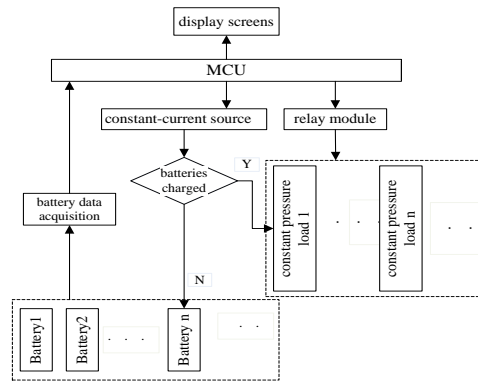 display screens
MCU
constant-current source
relay module
batteries
charged
Y
battery data
acquisition
constant pressure
load 1
. . .
constant pressure
load n
. . .
N
Battery1
Battery2
. . .
Battery n
. . .